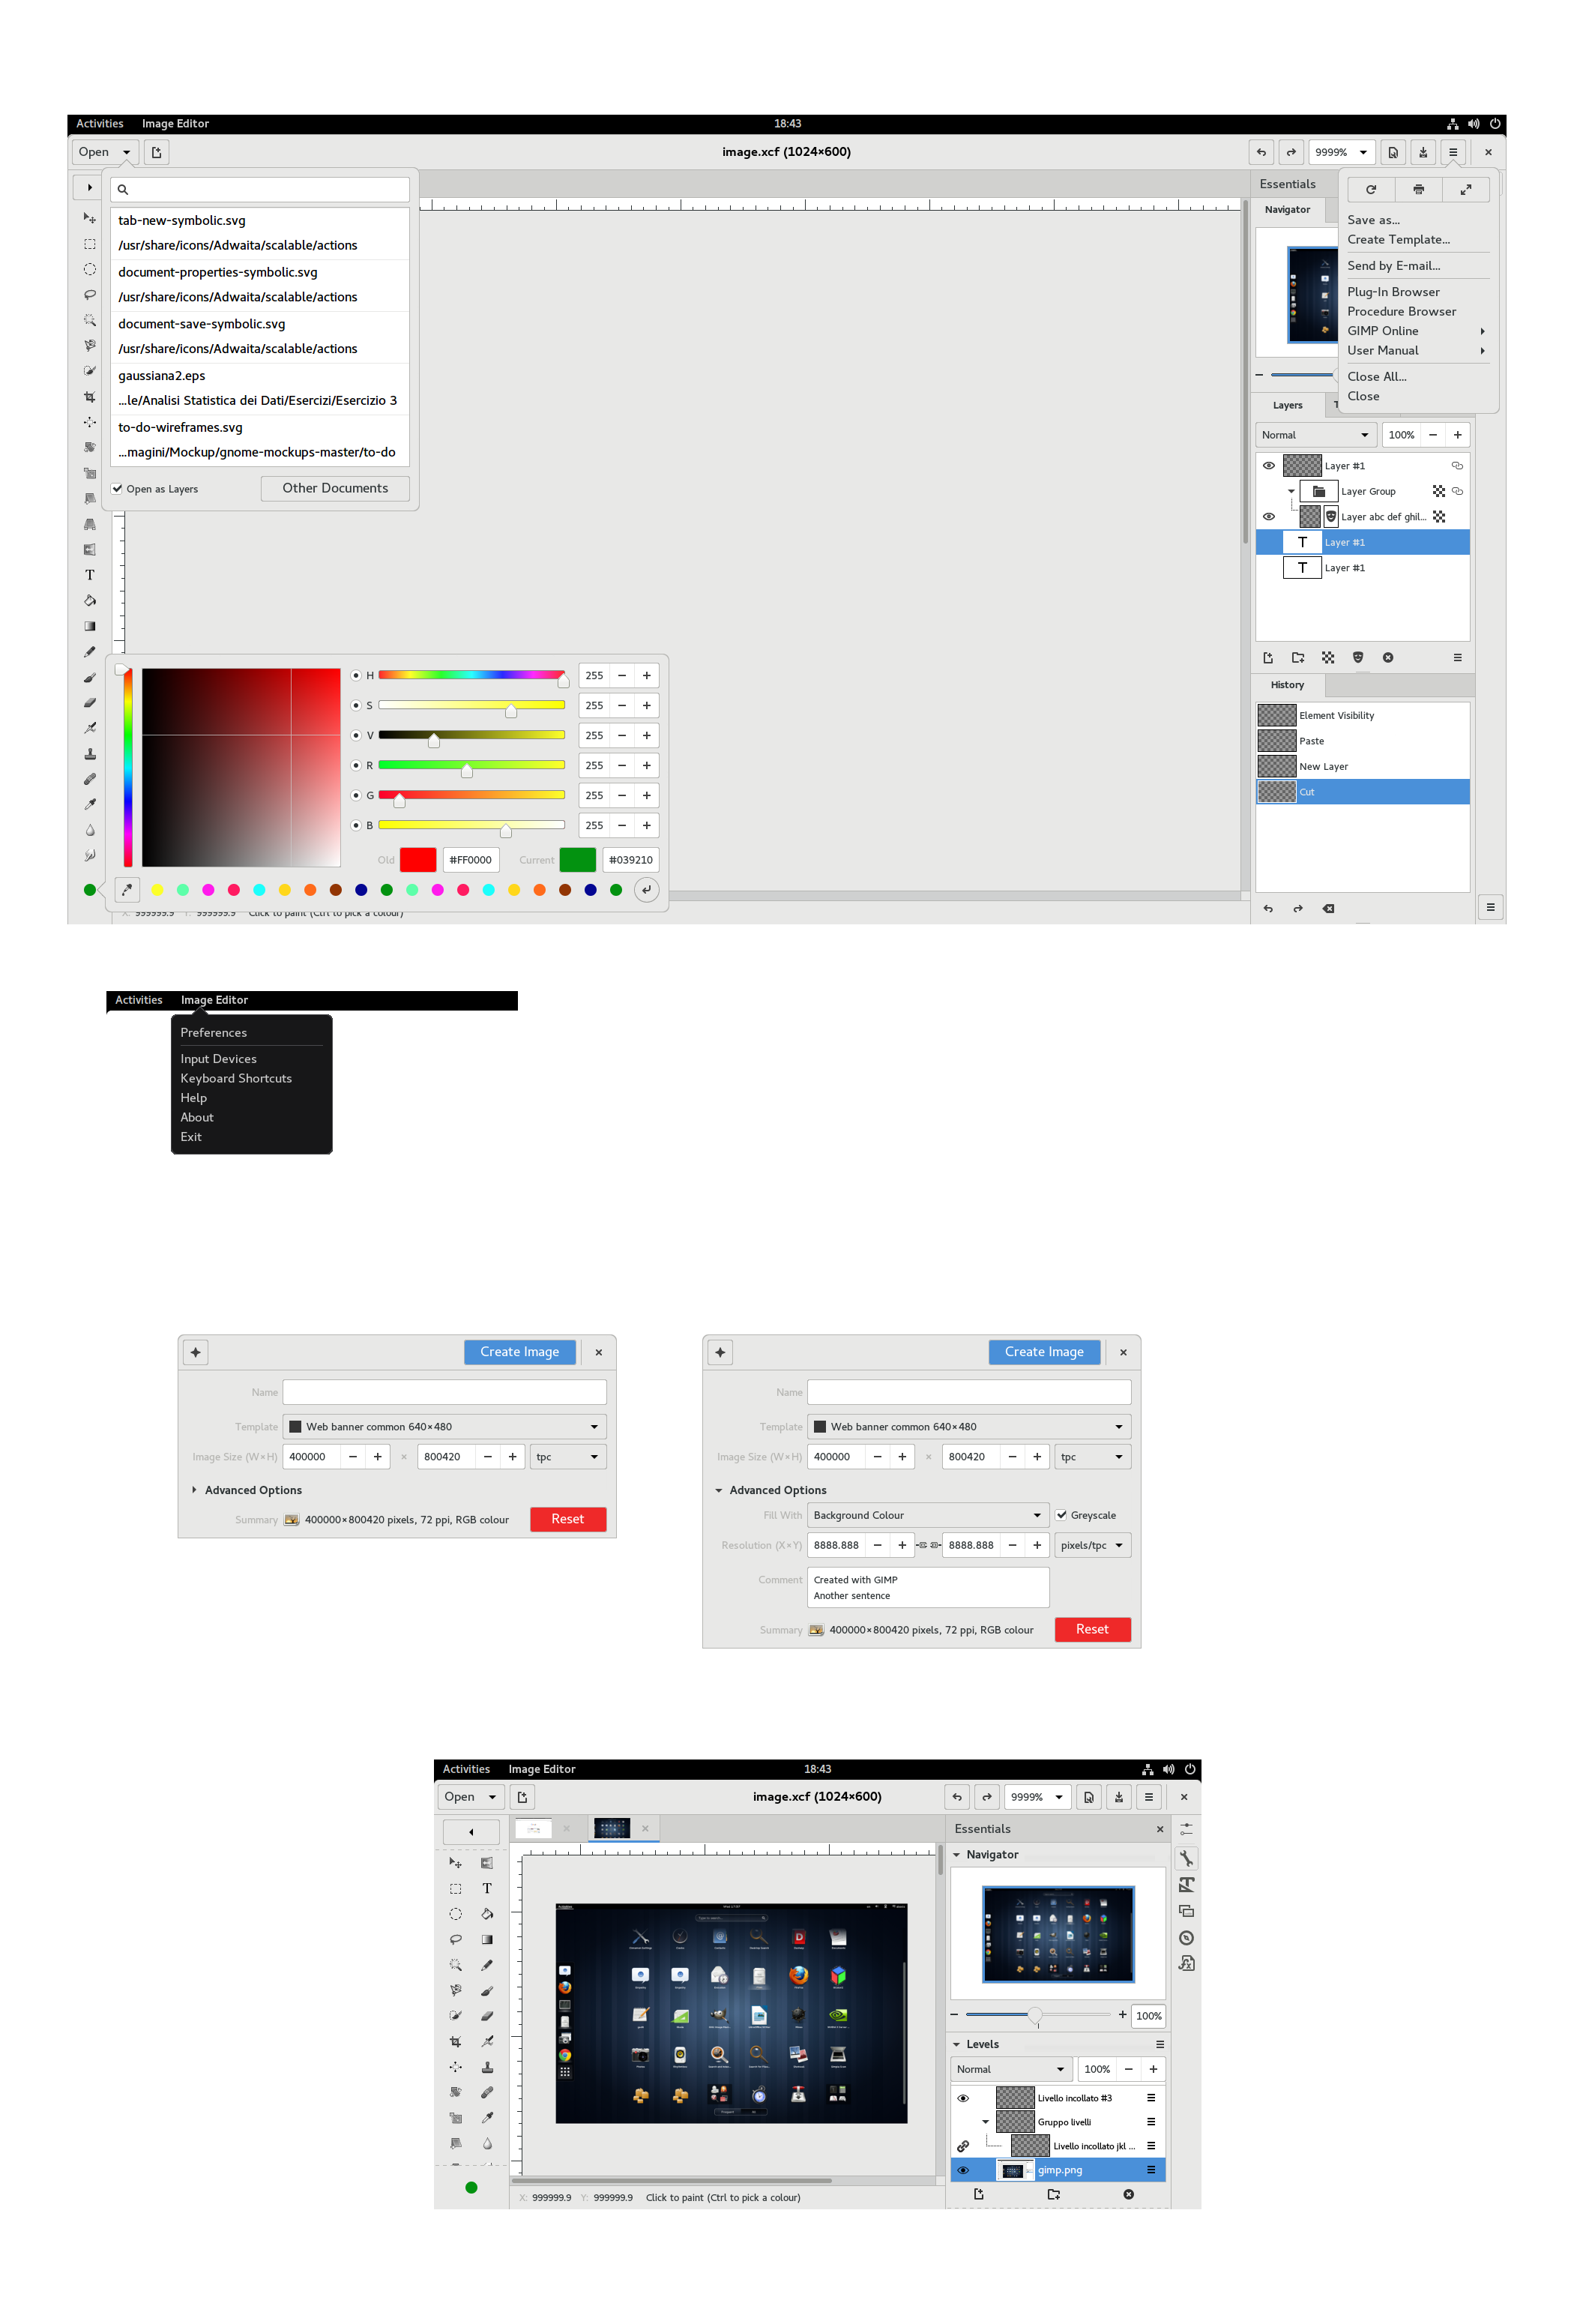 Activities Image Editor 18:43
Open image.xcf (1024×600) 9999%
tab-new-symbolic.svg
/usr/share/icons/Adwaita/scalable/actions
document-properties-symbolic.svg
/usr/share/icons/Adwaita/scalable/actions
document-save-symbolic.svg
/usr/share/icons/Adwaita/scalable/actions
gaussiana2.eps
...le/Analisi Statistica dei Dati/Esercizi/Esercizio 3
to-do-wireframes.svg
...magini/Mockup/gnome-mockups-master/to-do
Open as Layers Other Documents
T
Essentials
Navigator
Save as...
Create Template...
Send by E-mail...
Plug-In Browser
Procedure Browser
GIMP Online
User Manual
Close All...
Close
Layers T
Normal 100%
Layer #1
Layer Group
Layer abc def ghil...
T Layer #1
T Layer #1
History
Element Visibility
Paste
New Layer
Cut
H 255
S 255
V 255
R 255
G 255
B 255
Old #FF0000 Current #039210
X: 999999.9 Y: 999999.9 Click to paint (Ctrl to pick a colour)
Activities Image Editor
Preferences
Input Devices
Keyboard Shortcuts
Help
About
Exit
Create Image
Name
Template Web banner common 640×480
Image Size (W×H) 400000 × 800420 tpc
Advanced Options
Summary 400000×800420 pixels, 72 ppi, RGB colour Reset
Create Image
Name
Template Web banner common 640×480
Image Size (W×H) 400000 × 800420 tpc
Advanced Options
Fill With Background Colour Greyscale
Resolution (X×Y) 8888.888 8888.888 pixels/tpc
Comment Created with GIMP
Another sentence
Summary 400000×800420 pixels, 72 ppi, RGB colour Reset
Activities Image Editor 18:43
Open image.xcf (1024×600) 9999%
T
Essentials
Navigator
100%
Levels
Normal 100%
Livello incollato #3
Gruppo livelli
Livello incollato jkl ...
gimp.png
X: 999999.9 Y: 999999.9 Click to paint (Ctrl to pick a colour)